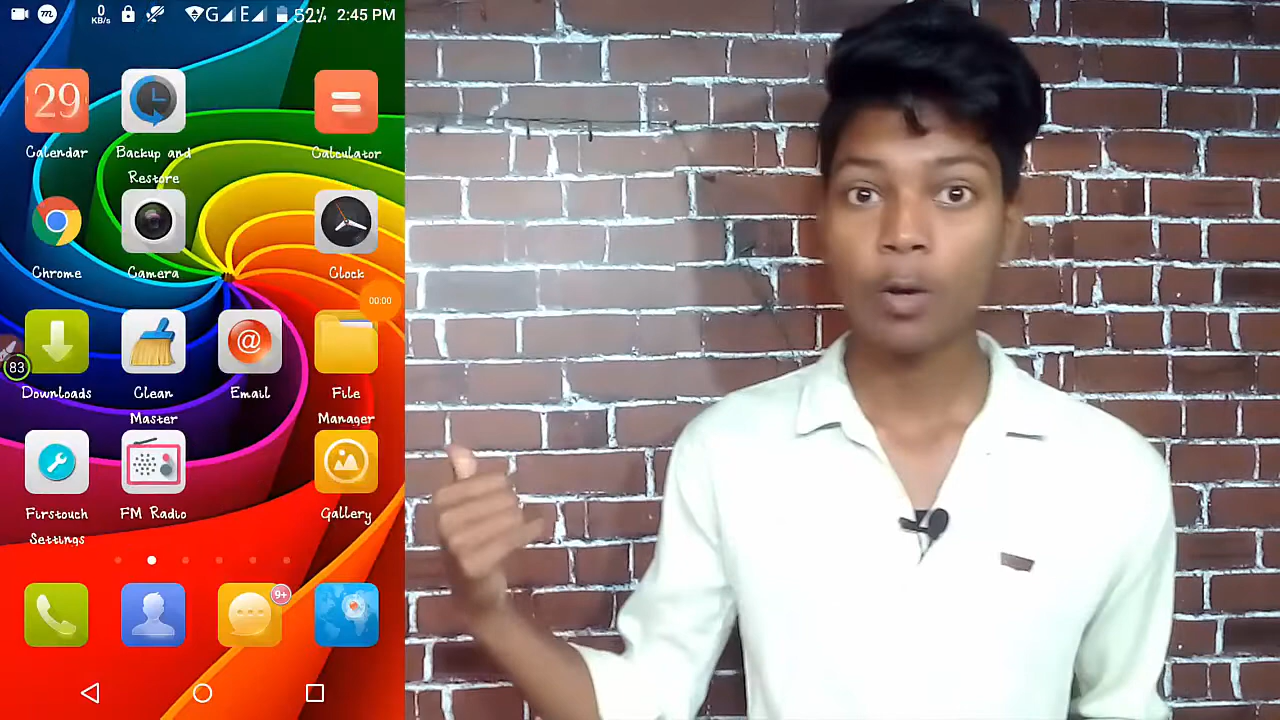 m 0 KB/s G E 52% 2:45 PM
29
Calendar Backup and Restore Calculator
Chrome Camera Clock
00:00
83
@
Downloads Clean Master Email File Manager
Firstouch Settings FM Radio Gallery
9+